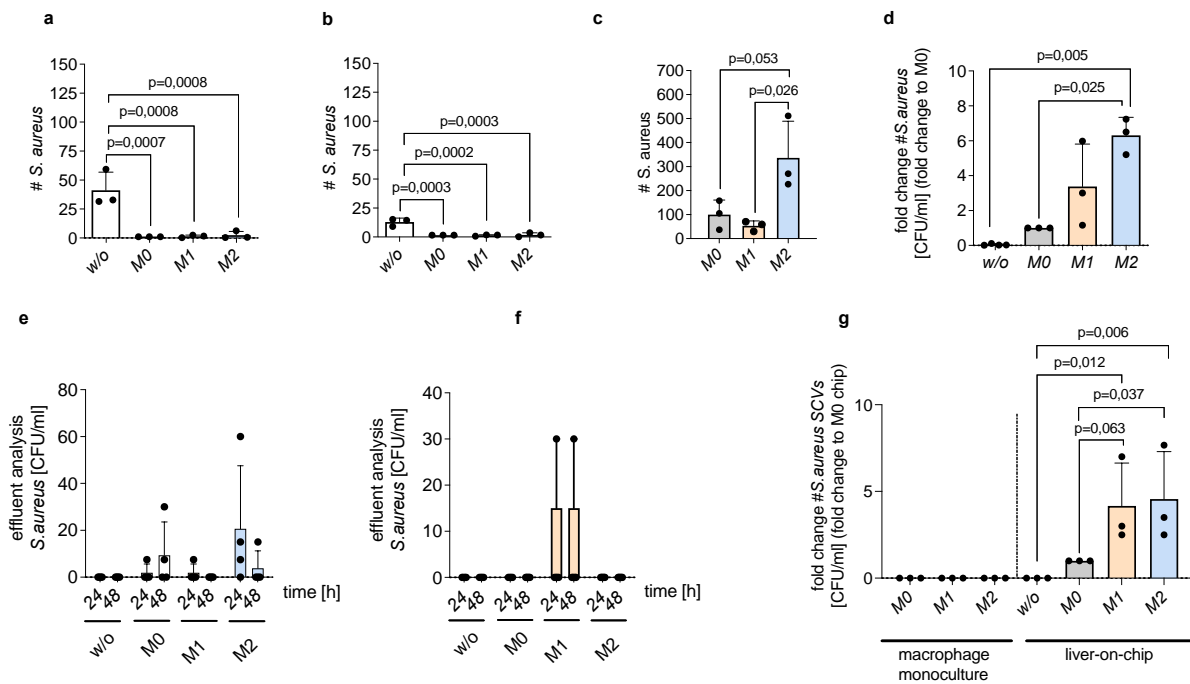 a
# S. aureus
150
125
100
75
50
25
0
p=0,0008
p=0,0008
p=0,0007
w/o
M0
M1
M2
b
# S. aureus
150
125
100
75
50
25
0
p=0,0003
p=0,0002
p=0,0003
w/o
M0
M1
M2
c
# S. aureus
700
600
500
400
300
200
100
0
p=0,053
p=0,026
M0
M1
M2
d
fold change #S.aureus
[CFU/ml] (fold change to M0)
10
8
6
4
2
0
p=0,005
p=0,025
w/o
M0
M1
M2
e
effluent analysis
S.aureus [CFU/ml]
80
60
40
20
0
24 48 24 48 24 48 24 48 time [h]
w/o
M0
M1
M2
f
effluent analysis
S.aureus [CFU/ml]
40
30
20
10
0
24 48 24 48 24 48 24 48 time [h]
w/o
M0
M1
M2
g
fold change #S.aureus SCVs
[CFU/ml] (fold change to M0 chip)
10
5
0
p=0,006
p=0,012
p=0,037
p=0,063
M0
M1
M2
w/o
M0
M1
M2
macrophage
monoculture
liver-on-chip